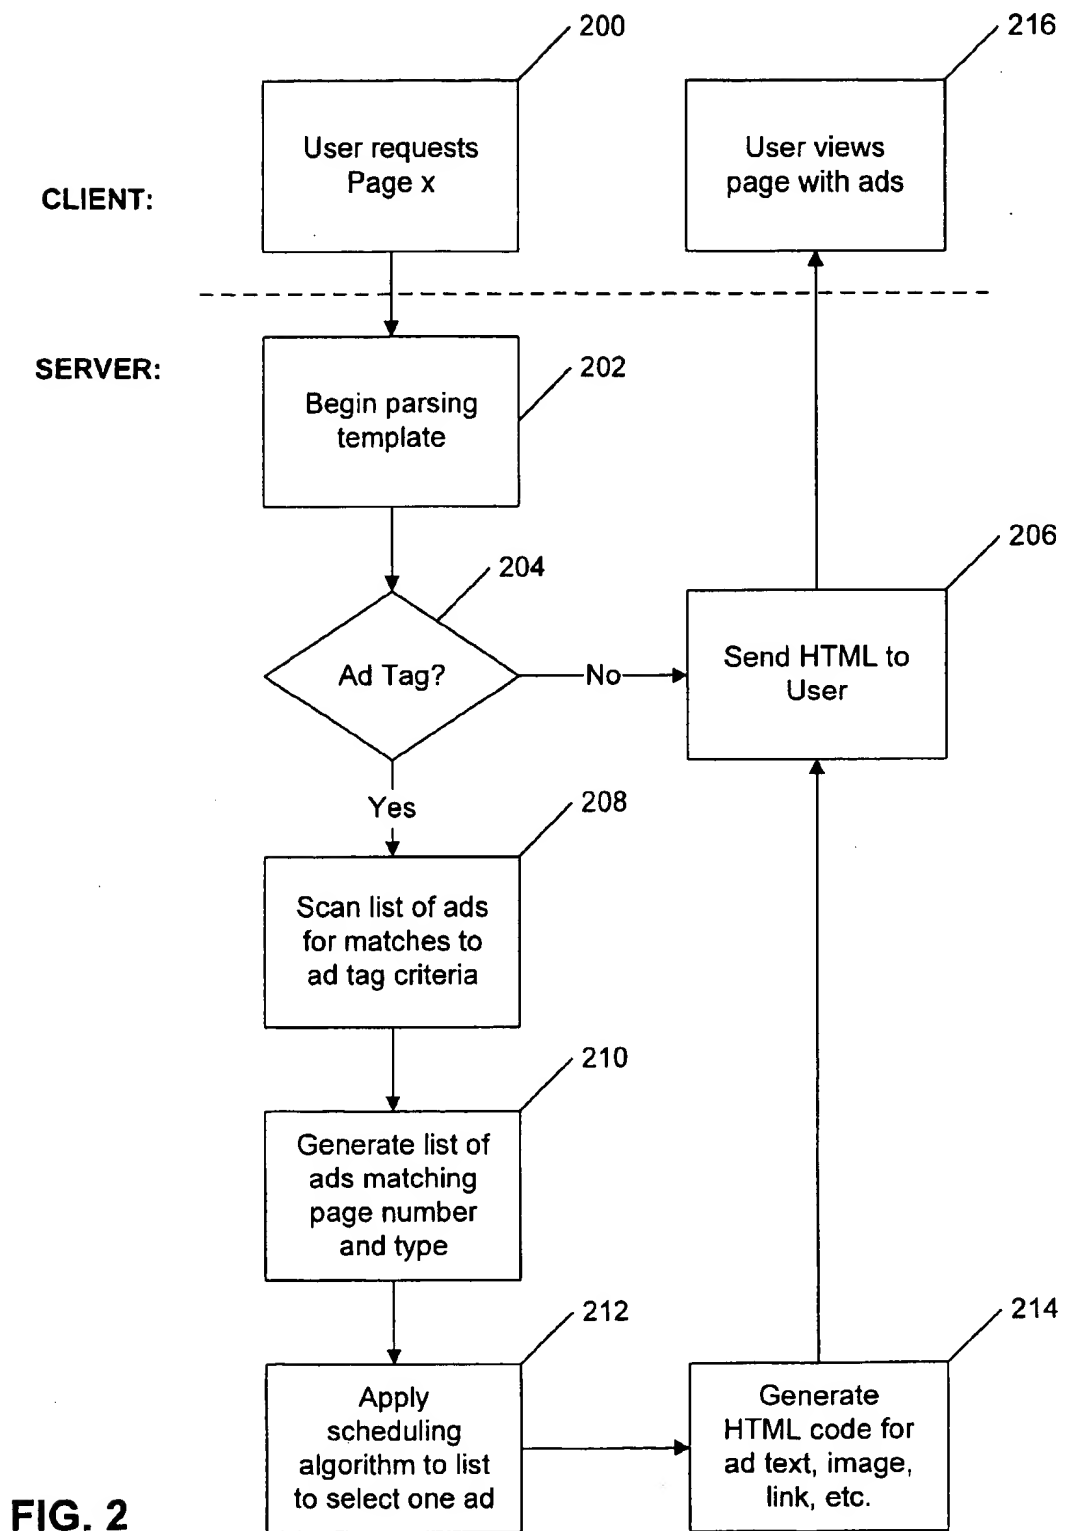 200
216
User requests
Page x
User views
page with ads
CLIENT:
SERVER:
202
Begin parsing
template
206
204
Ad Tag?
No
Send HTML to
User
Yes
208
Scan list of ads
for matches to
ad tag criteria
210
Generate list of
ads matching
page number
and type
212
214
Apply
scheduling
algorithm to list
to select one ad
Generate
HTML code for
ad text, image,
link, etc.
FIG. 2